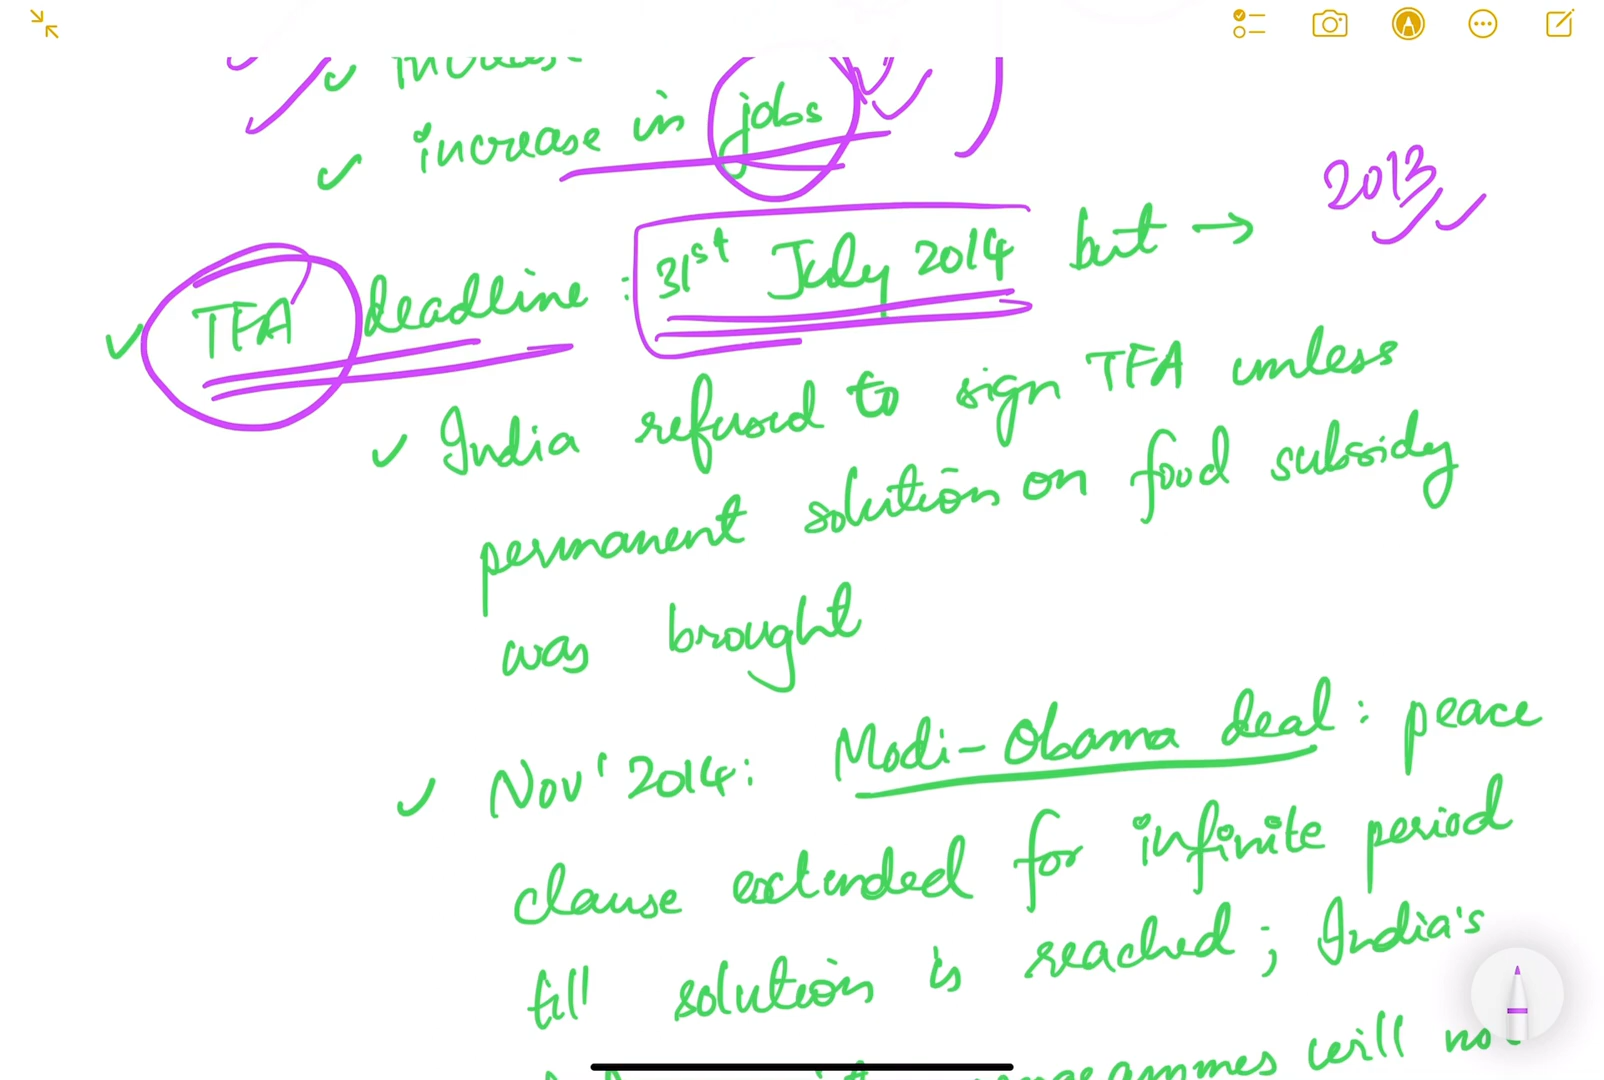 increase
increase in jobs
2013
TFA deadline : 31st July 2014 but →
India refused to sign TFA unless
permanent solution on food subsidy
was brought
Nov' 2014: Modi-Obama deal : peace
clause extended for infinite period
till solution is reached ; India's
programmes will no